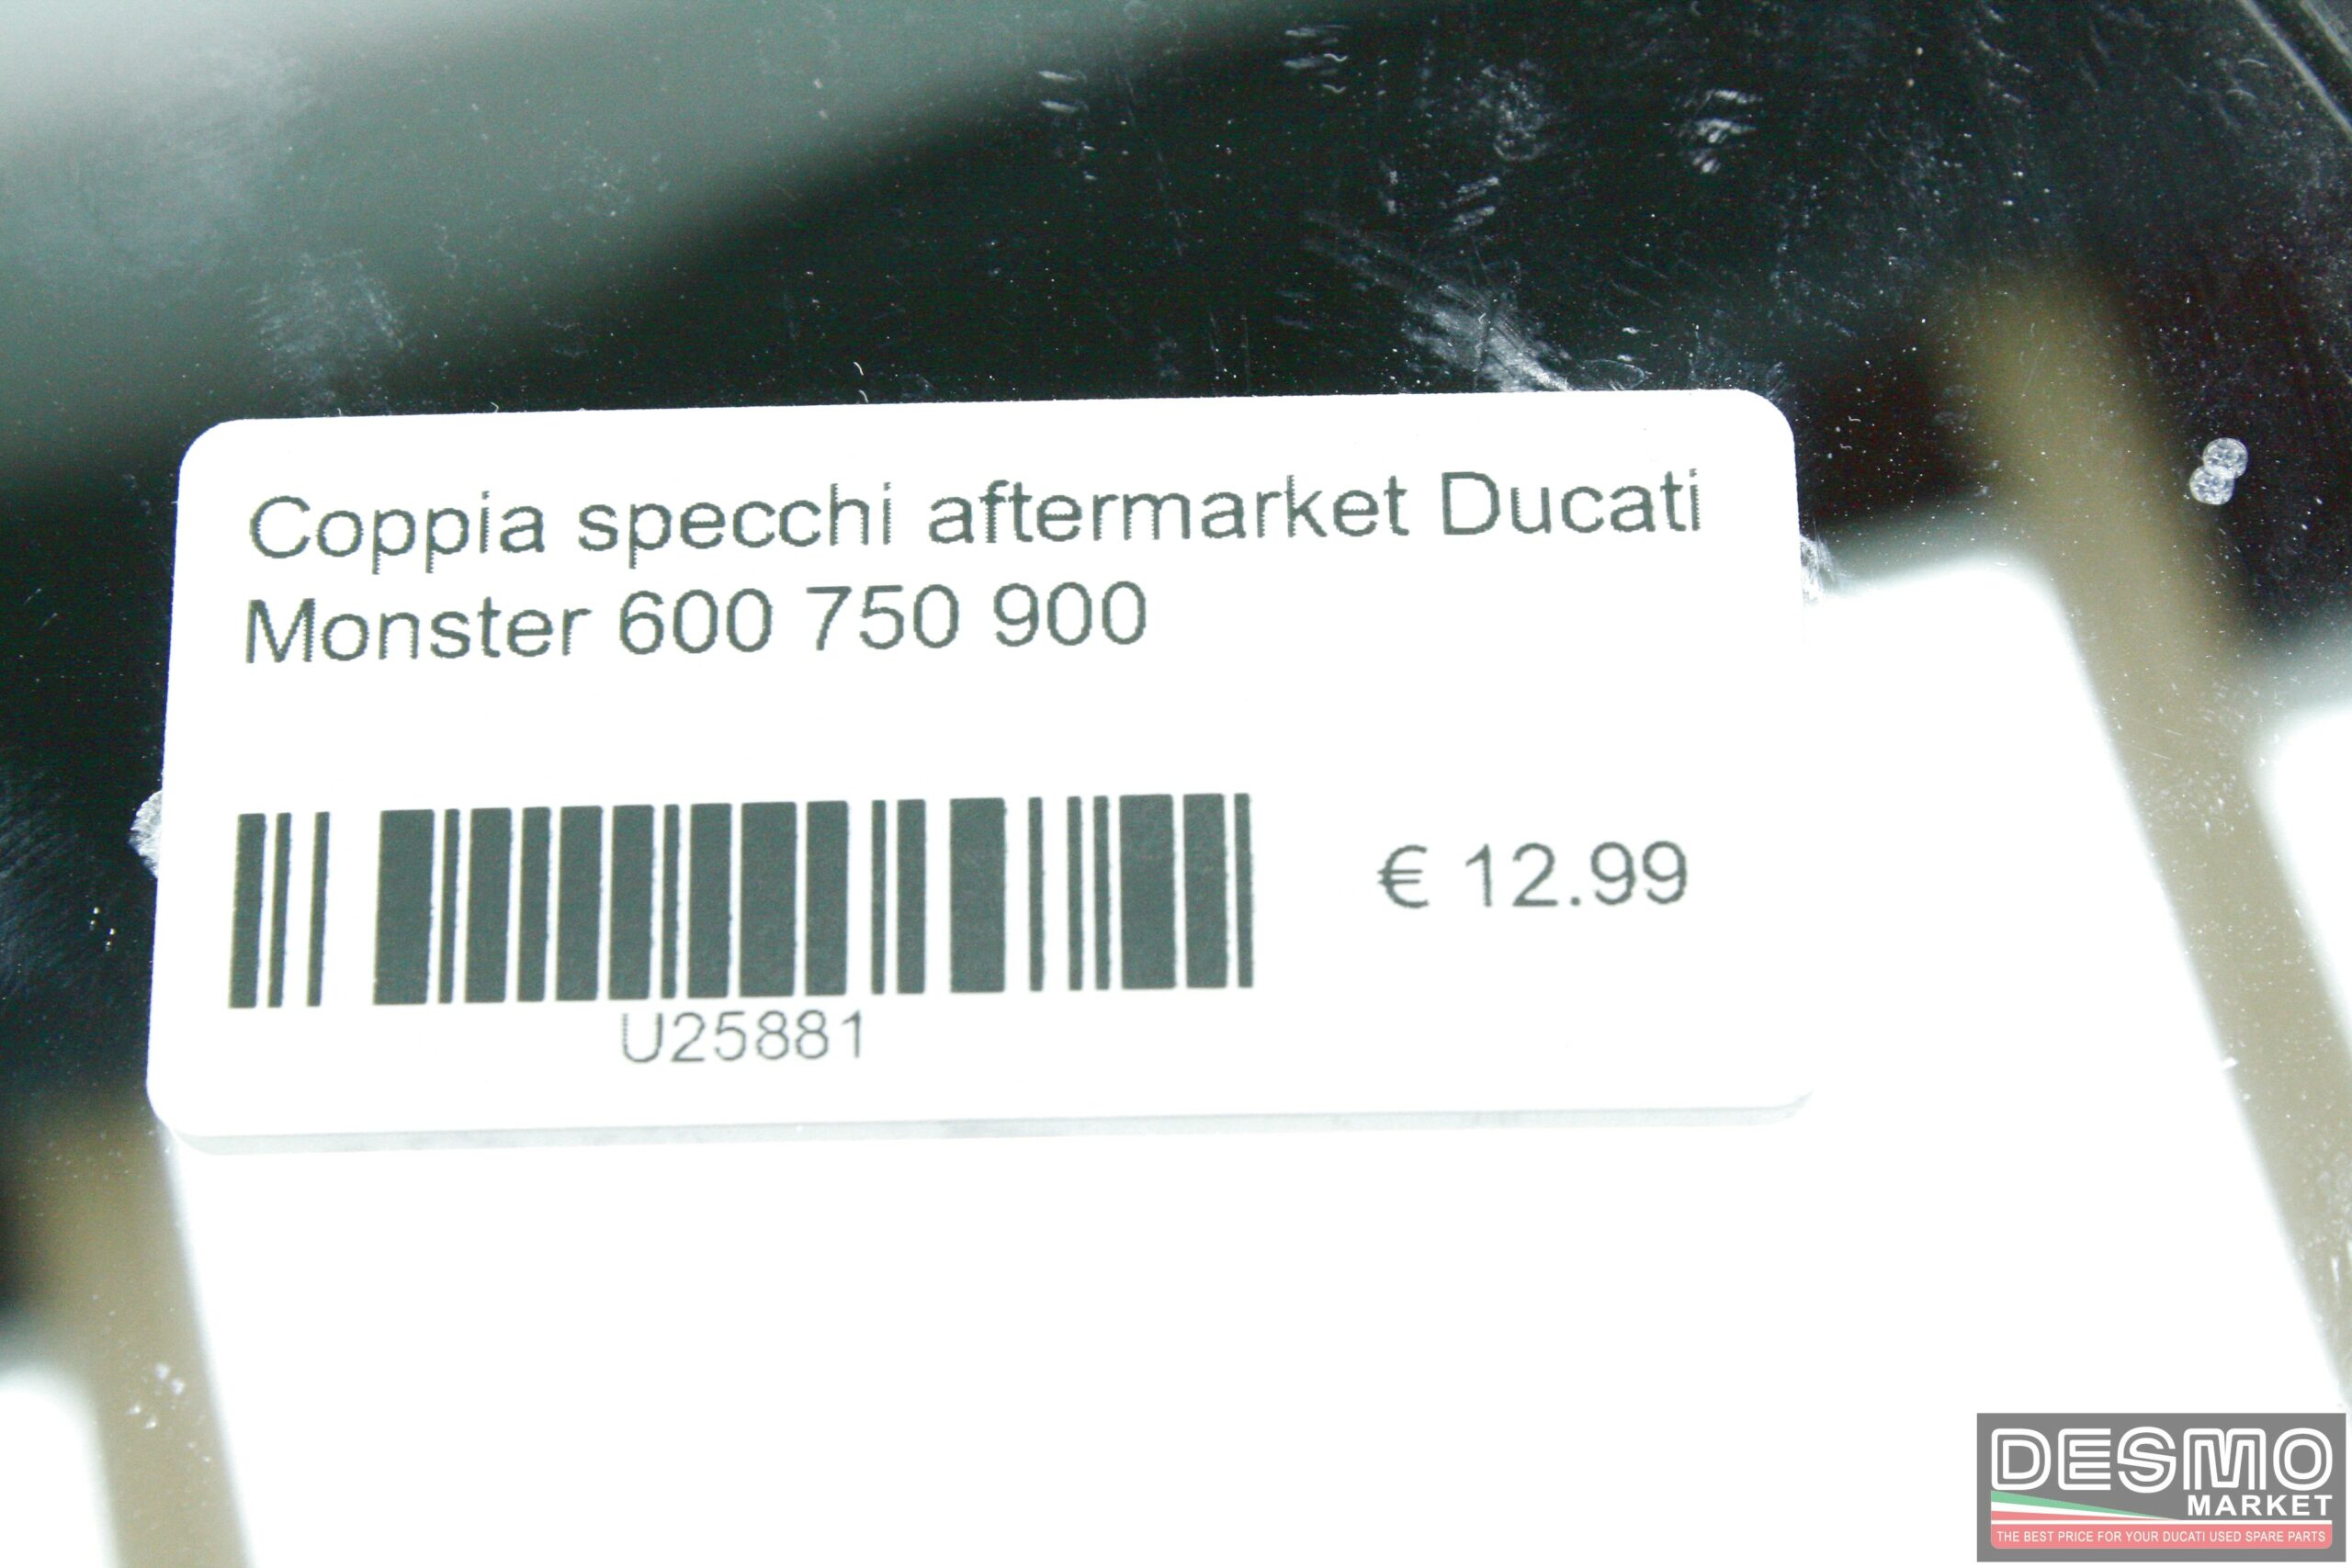 Coppia specchi aftermarket Ducati
Monster 600 750 900
€ 12.99
U25881
DESMO
MARKET
THE BEST PRICE FOR YOUR DUCATI USED SPARE PARTS